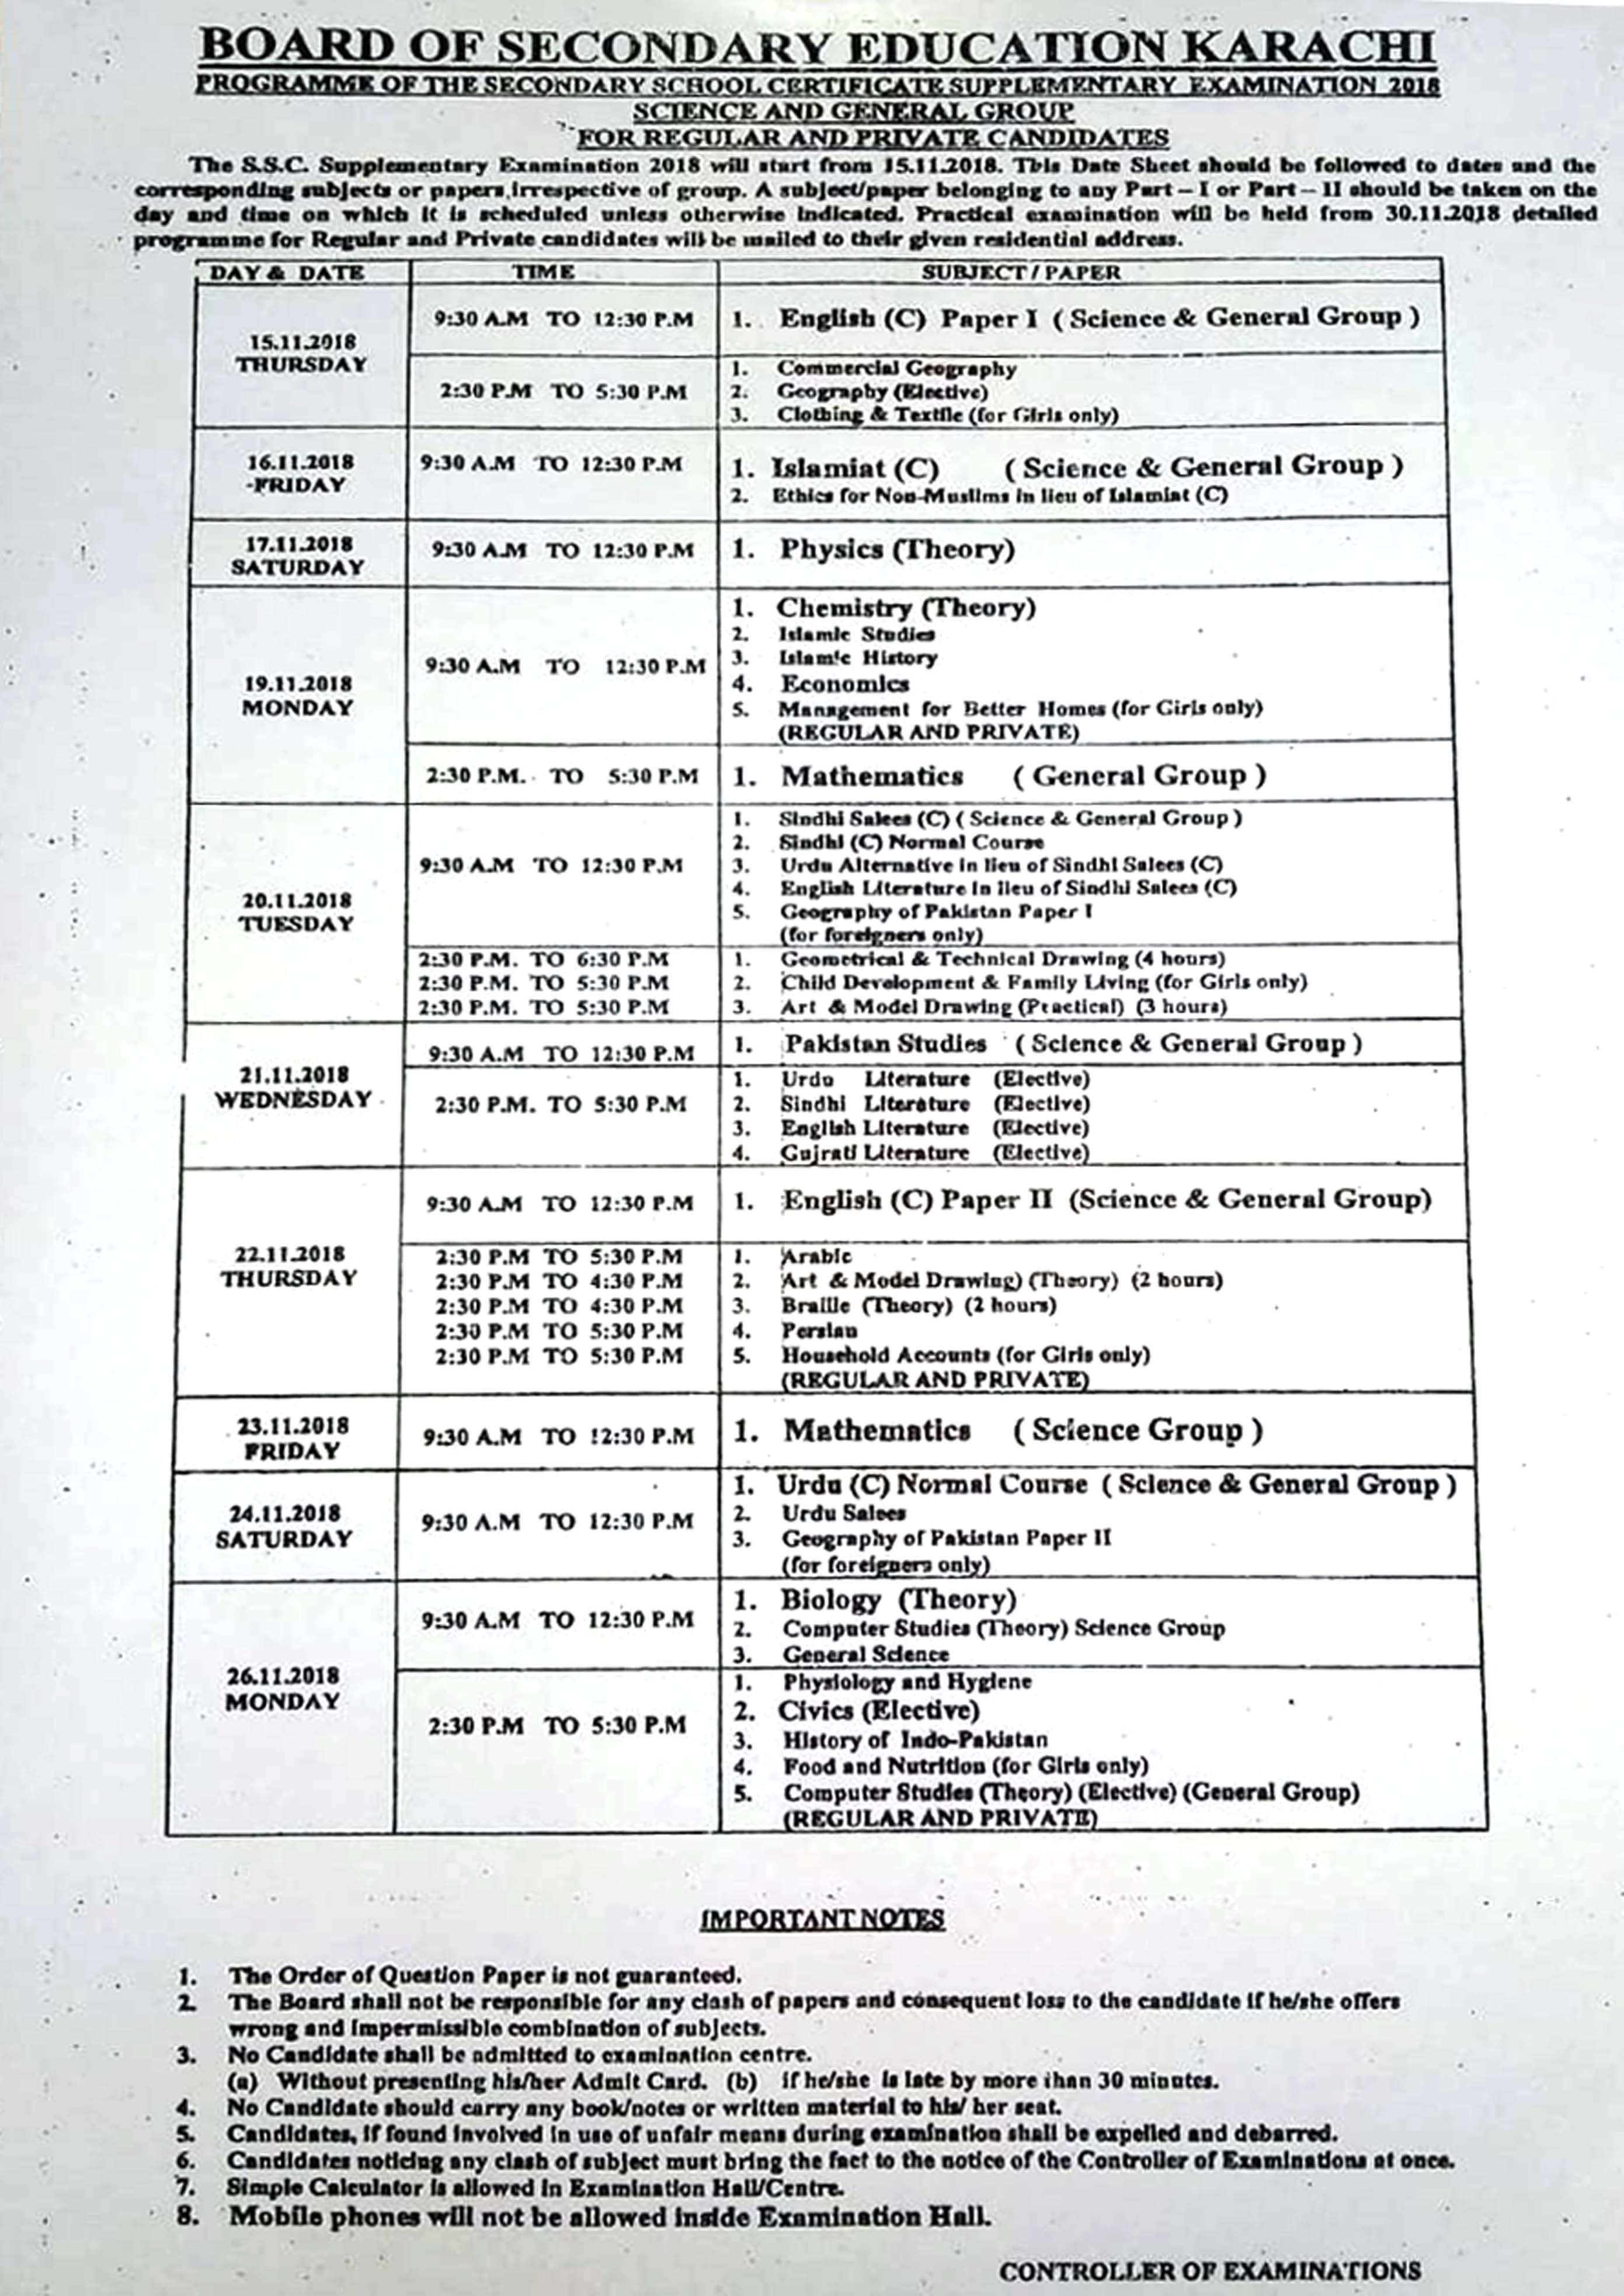 BOARD OF SECONDARY EDUCATION KARACHI
PROGRAMME OF THE SECONDARY SCHOOL CERTIFICATE SUPPLEMENTARY EXAMINATION 2018
SCIENCE AND GENERAL GROUP
FOR REGULAR AND PRIVATE CANDIDATES
The S.S.C. Supplementary Examination 2018 will start from 15.11.2018. This Date Sheet should be followed to dates and the
corresponding subjects or papers,irrespective of group. A subject/paper belonging to any Part – I or Part – II should be taken on the
day and time on which it is scheduled unless otherwise indicated. Practical examination will be held from 30.11.2018 detailed
programme for Regular and Private candidates will be mailed to their given residential address.
DAY & DATE TIME SUBJECT / PAPER
15.11.2018
THURSDAY
9:30 A.M TO 12:30 P.M
1. English (C) Paper I ( Science & General Group )
2:30 P.M TO 5:30 P.M
1. Commercial Geography
2. Geography (Elective)
3. Clothing & Textile (for Girls only)
16.11.2018
FRIDAY
9:30 A.M TO 12:30 P.M
1. Islamiat (C) ( Science & General Group )
2. Ethics for Non-Muslims in lieu of Islamiat (C)
17.11.2018
SATURDAY
9:30 A.M TO 12:30 P.M
1. Physics (Theory)
19.11.2018
MONDAY
9:30 A.M TO 12:30 P.M
1. Chemistry (Theory)
2. Islamic Studies
3. Islamic History
4. Economics
5. Management for Better Homes (for Girls only)
(REGULAR AND PRIVATE)
2:30 P.M. TO 5:30 P.M
1. Mathematics ( General Group )
20.11.2018
TUESDAY
9:30 A.M TO 12:30 P.M
1. Sindhi Salees (C) ( Science & General Group )
2. Sindhi (C) Normal Course
3. Urdu Alternative in lieu of Sindhi Salees (C)
4. English Literature in lieu of Sindhi Salees (C)
5. Geography of Pakistan Paper I
(for foreigners only)
2:30 P.M. TO 6:30 P.M 1. Geometrical & Technical Drawing (4 hours)
2:30 P.M. TO 5:30 P.M 2. Child Development & Family Living (for Girls only)
2:30 P.M. TO 5:30 P.M 3. Art & Model Drawing (Practical) (3 hours)
21.11.2018
WEDNESDAY
9:30 A.M TO 12:30 P.M
1. Pakistan Studies ( Science & General Group )
2:30 P.M. TO 5:30 P.M
1. Urdu Literature (Elective)
2. Sindhi Literature (Elective)
3. English Literature (Elective)
4. Gujrati Literature (Elective)
22.11.2018
THURSDAY
9:30 A.M TO 12:30 P.M
1. English (C) Paper II (Science & General Group)
2:30 P.M TO 5:30 P.M 1. Arabic
2:30 P.M TO 4:30 P.M 2. Art & Model Drawing) (Theory) (2 hours)
2:30 P.M TO 4:30 P.M 3. Braille (Theory) (2 hours)
2:30 P.M TO 5:30 P.M 4. Persian
2:30 P.M TO 5:30 P.M 5. Household Accounts (for Girls only)
(REGULAR AND PRIVATE)
23.11.2018
FRIDAY
9:30 A.M TO 12:30 P.M
1. Mathematics ( Science Group )
24.11.2018
SATURDAY
9:30 A.M TO 12:30 P.M
1. Urdu (C) Normal Course ( Science & General Group )
2. Urdu Salees
3. Geography of Pakistan Paper II
(for foreigners only)
26.11.2018
MONDAY
9:30 A.M TO 12:30 P.M
1. Biology (Theory)
2. Computer Studies (Theory) Science Group
3. General Science
2:30 P.M TO 5:30 P.M
1. Physiology and Hygiene
2. Civics (Elective)
3. History of Indo-Pakistan
4. Food and Nutrition (for Girls only)
5. Computer Studies (Theory) (Elective) (General Group)
(REGULAR AND PRIVATE)
IMPORTANT NOTES
1. The Order of Question Paper is not guaranteed.
2. The Board shall not be responsible for any clash of papers and consequent loss to the candidate if he/she offers
wrong and impermissible combination of subjects.
3. No Candidate shall be admitted to examination centre.
(a) Without presenting his/her Admit Card. (b) if he/she is late by more than 30 minutes.
4. No Candidate should carry any book/notes or written material to his/ her seat.
5. Candidates, if found involved in use of unfair means during examination shall be expelled and debarred.
6. Candidates noticing any clash of subject must bring the fact to the notice of the Controller of Examinations at once.
7. Simple Calculator is allowed in Examination Hall/Centre.
8. Mobile phones will not be allowed inside Examination Hall.
CONTROLLER OF EXAMINATIONS